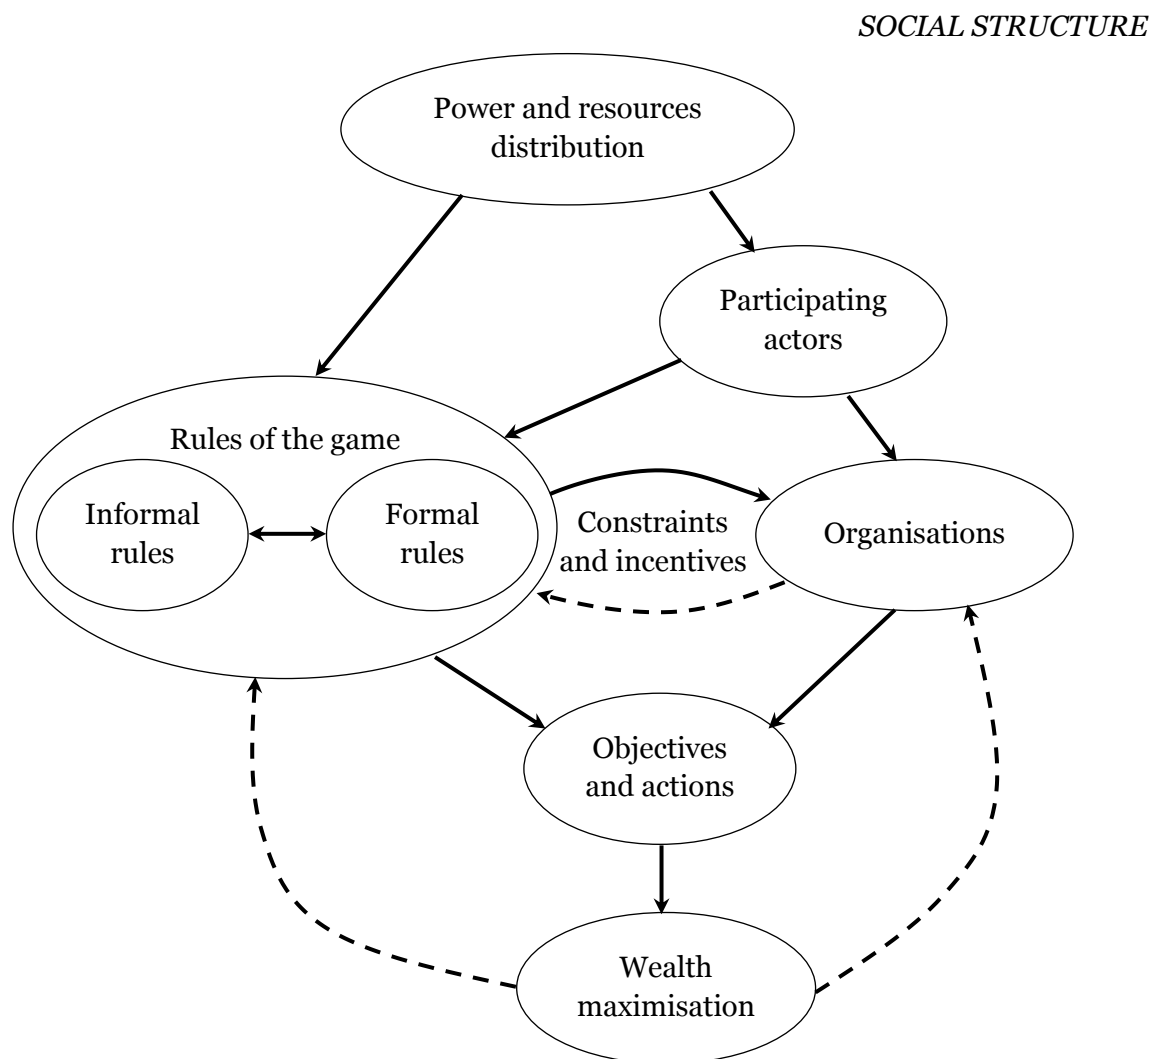 SOCIAL STRUCTURE
Power and resources
distribution
Participating
actors
Rules of the game
Informal
rules
Formal
rules
Constraints
and incentives
Organisations
Objectives
and actions
Wealth
maximisation